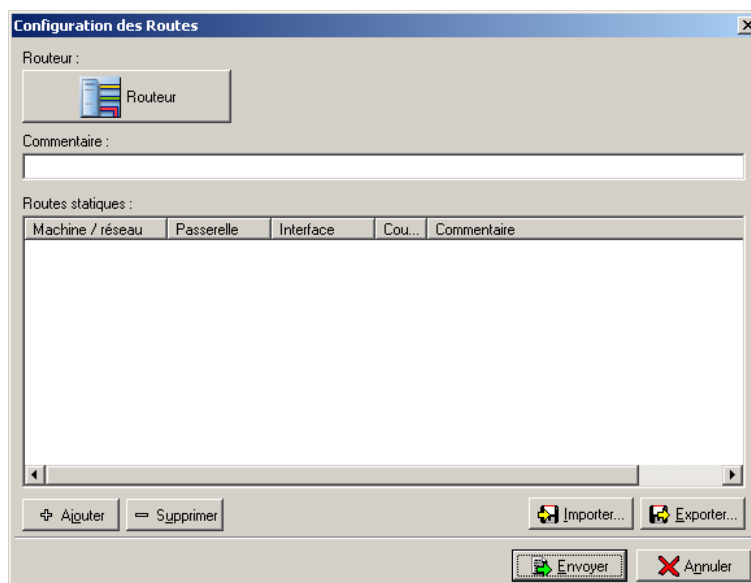 Configuration des Routes
Routeur :
Routeur
Commentaire :
Routes statiques :
Machine / réseau Passerelle Interface Cou... Commentaire
Ajouter Supprimer Importer... Exporter...
Envoyer Annuler